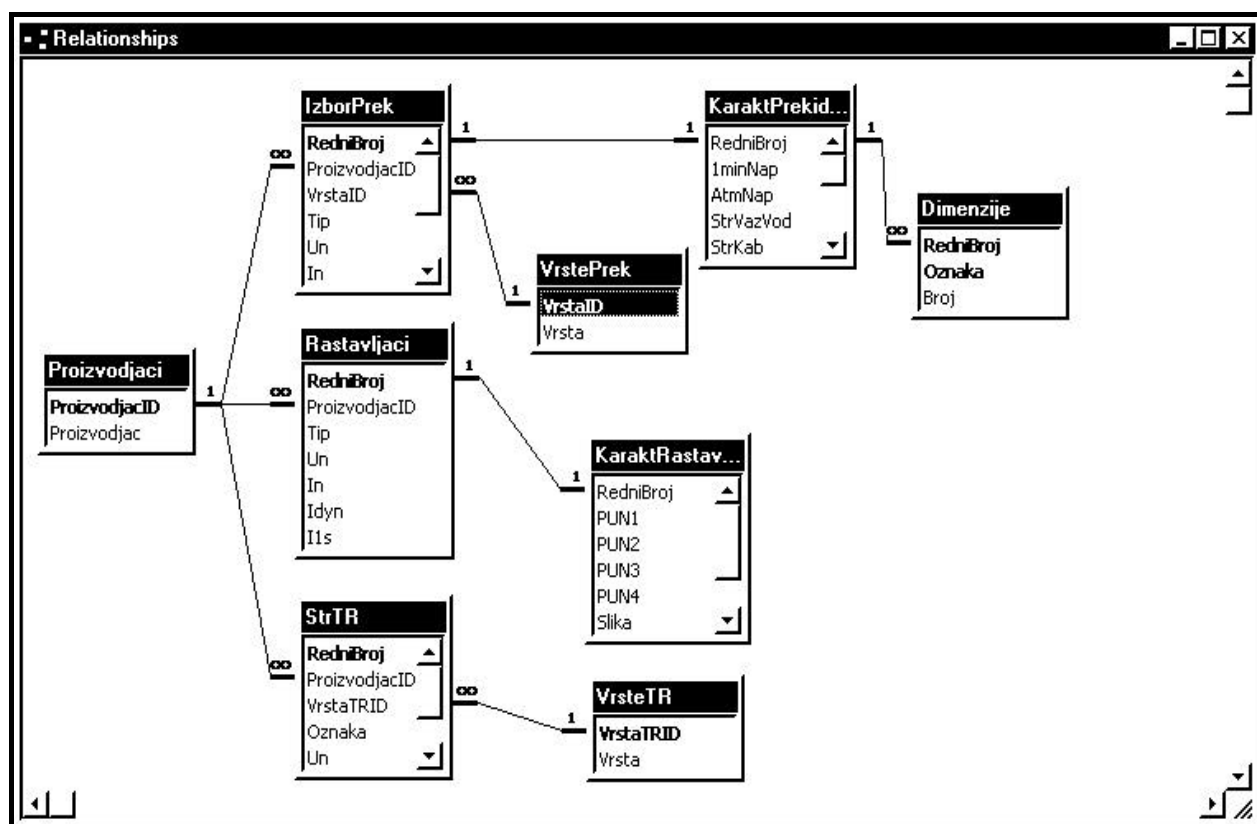 Relationships
IzborPrek
RedniBroj
ProizvodjacID
VrstaID
Tip
Un
In
KaraktPrekid...
RedniBroj
1minNap
AtmNap
StrVazVod
StrKab
Dimenzije
RedniBroj
Oznaka
Broj
VrstePrek
VrstaID
Vrsta
Proizvodjaci
ProizvodjacID
Proizvodjac
Rastavljaci
RedniBroj
ProizvodjacID
Tip
Un
In
Idyn
I1s
KaraktRastav...
RedniBroj
PUN1
PUN2
PUN3
PUN4
Slika
StrTR
RedniBroj
ProizvodjacID
VrstaTRID
Oznaka
Un
VrsteTR
VrstaTRID
Vrsta
1
∞
1
1
1
∞
∞
1
∞
1
1
∞
∞
1